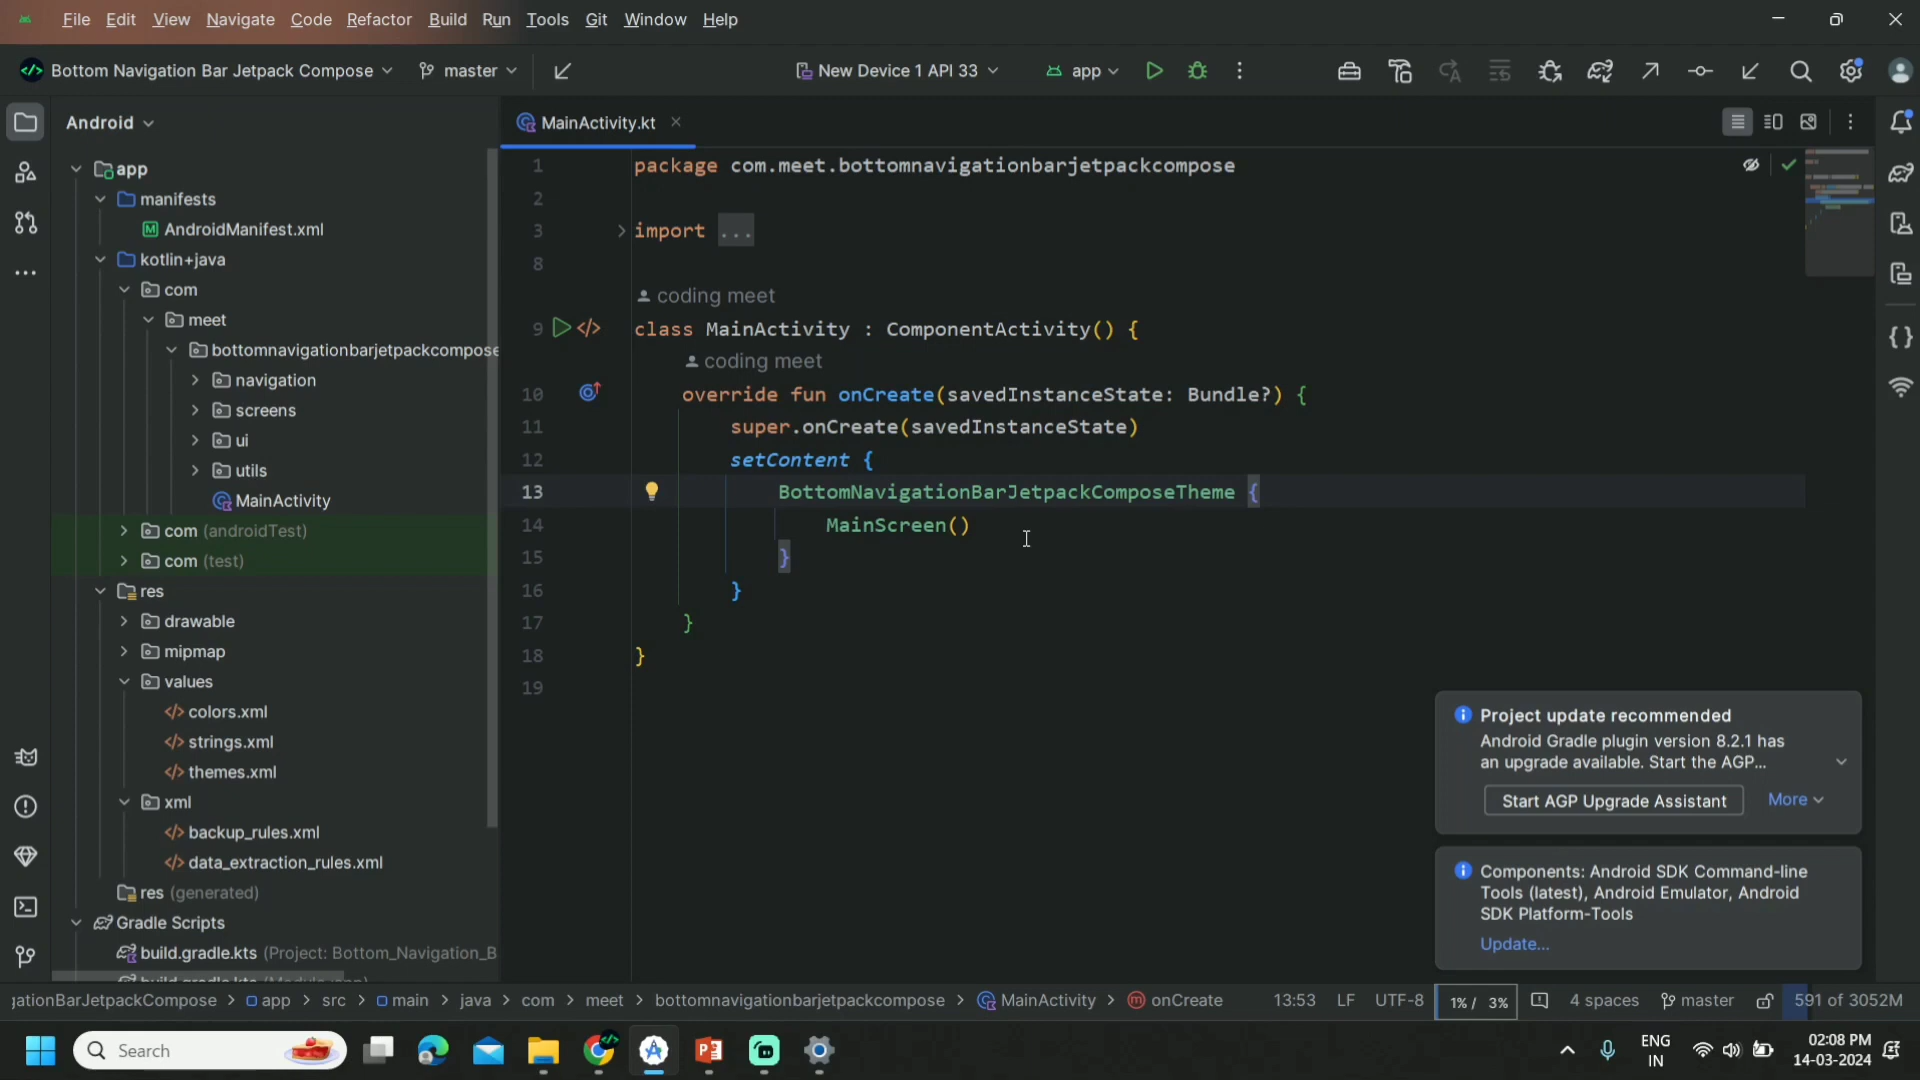 File Edit View Navigate Code Refactor Build Run Tools Git Window Help
Bottom Navigation Bar Jetpack Compose master New Device 1 API 33 app
Android
MainActivity.kt
app
manifests
AndroidManifest.xml
kotlin+java
com
meet
bottomnavigationbarjetpackcompose
navigation
screens
ui
utils
MainActivity
com (androidTest)
com (test)
res
drawable
mipmap
values
colors.xml
strings.xml
themes.xml
xml
backup_rules.xml
data_extraction_rules.xml
res (generated)
Gradle Scripts
build.gradle.kts (Project: Bottom_Navigation_B
1 package com.meet.bottomnavigationbarjetpackcompose
2
3 import ...
8
coding meet
9 class MainActivity : ComponentActivity() {
coding meet
10 override fun onCreate(savedInstanceState: Bundle?) {
11 super.onCreate(savedInstanceState)
12 setContent {
13 BottomNavigationBarJetpackComposeTheme {
14 MainScreen()
15 }
16 }
17 }
18 }
19
Project update recommended
Android Gradle plugin version 8.2.1 has
an upgrade available. Start the AGP...
Start AGP Upgrade Assistant More
Components: Android SDK Command-line
Tools (latest), Android Emulator, Android
SDK Platform-Tools
Update...
gationBarJetpackCompose > app > src > main > java > com > meet > bottomnavigationbarjetpackcompose > MainActivity > onCreate 13:53 LF UTF-8 1% / 3% 4 spaces master 591 of 3052M
Search
ENG
IN
02:08 PM
14-03-2024